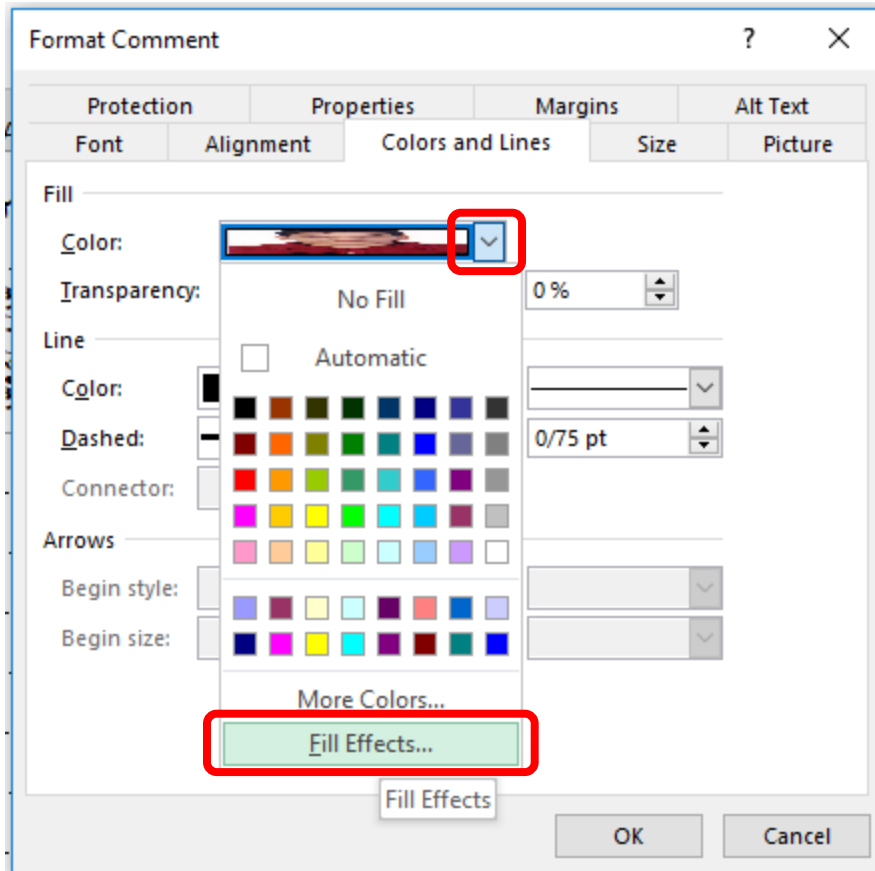 Format Comment ? ×
Protection Properties Margins Alt Text
Font Alignment Colors and Lines Size Picture
Fill
Color:
Transparency: 0 %
No Fill
Line
Automatic
Color:
Dashed: 0/75 pt
Connector:
Arrows
Begin style:
Begin size:
More Colors...
Fill Effects...
Fill Effects
OK Cancel